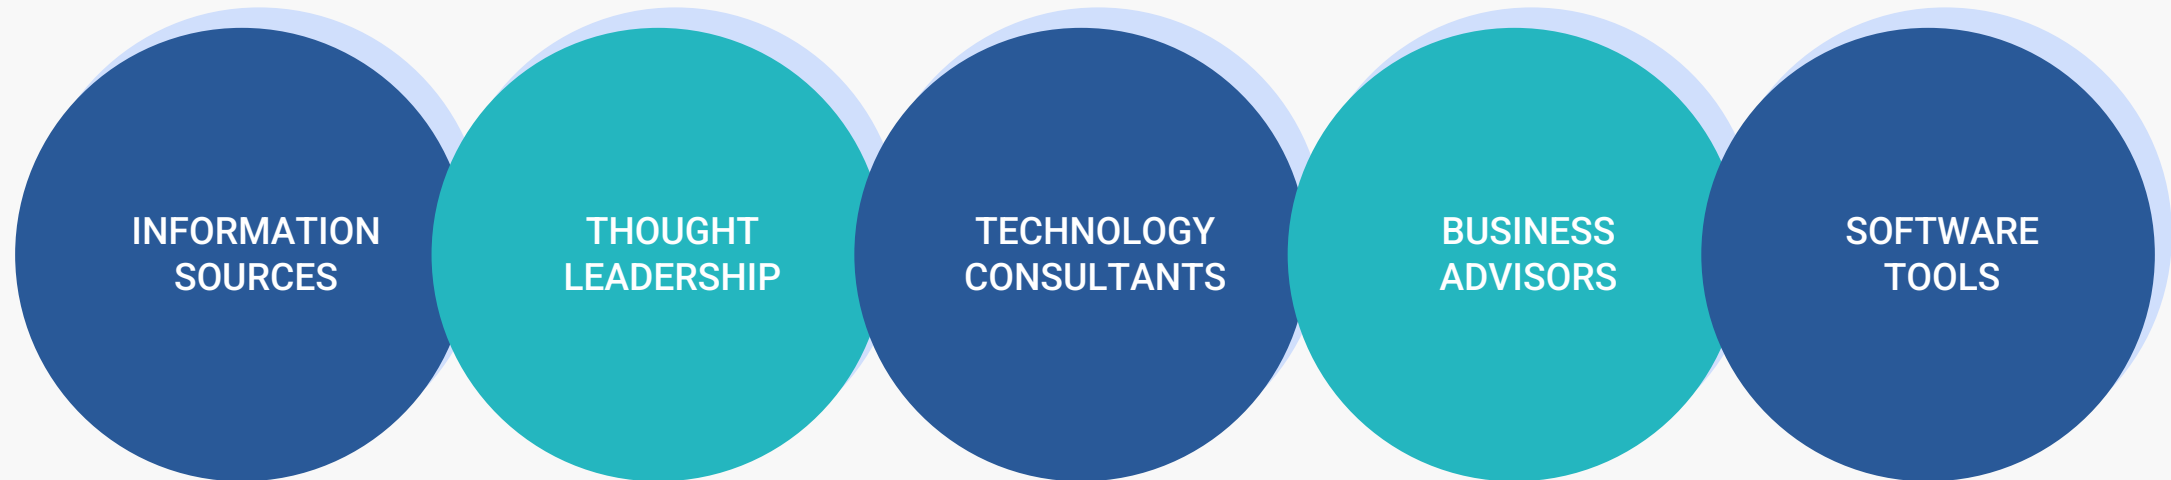 INFORMATION
SOURCES
THOUGHT
LEADERSHIP
TECHNOLOGY
CONSULTANTS
BUSINESS
ADVISORS
SOFTWARE
TOOLS